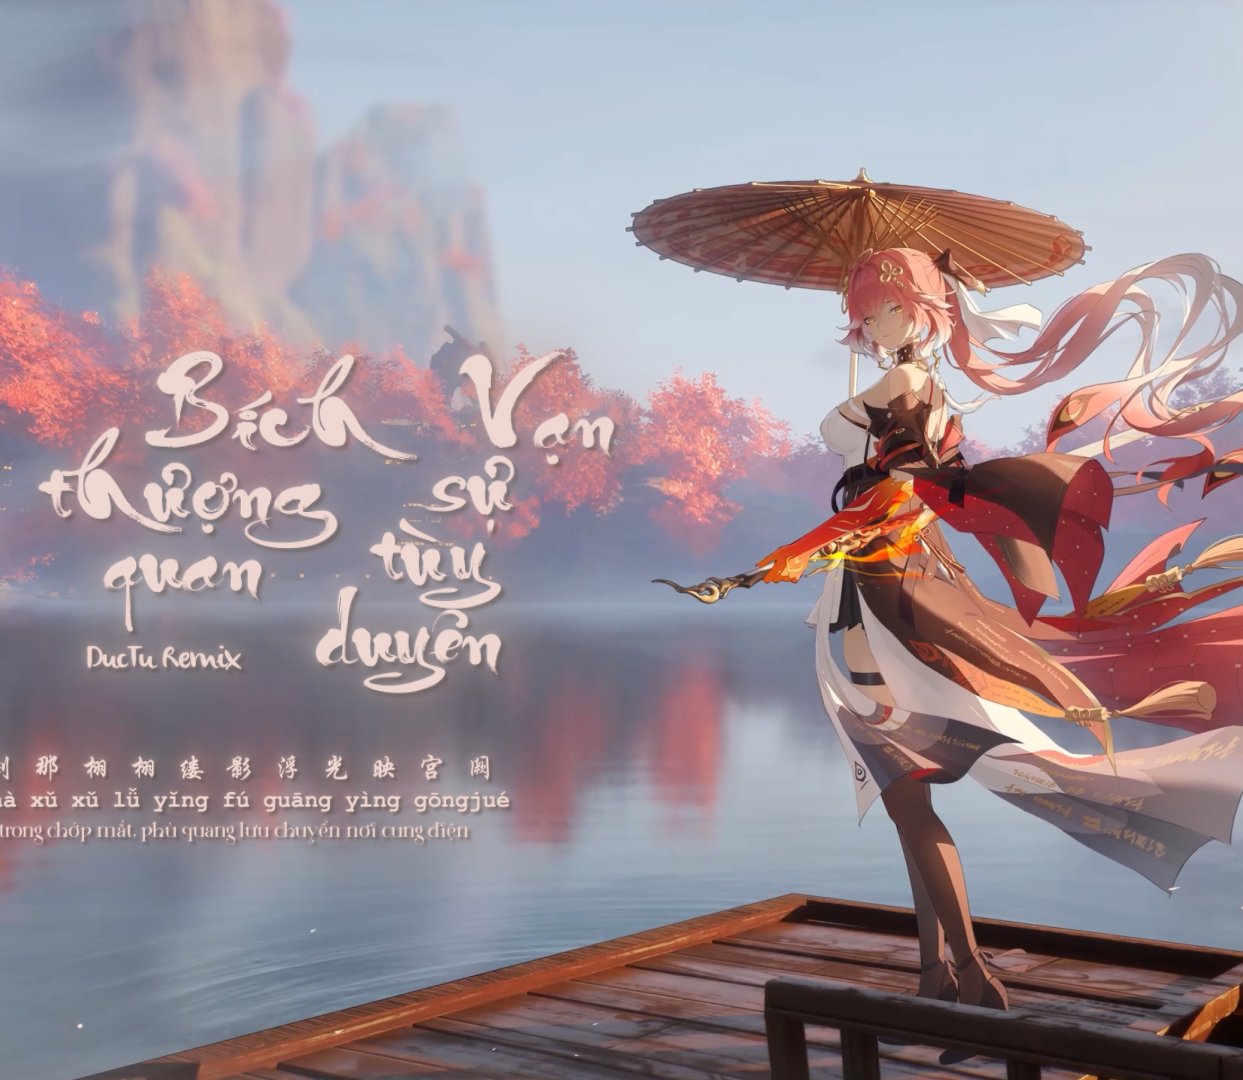 Bích
thượng
quan
Vạn
sự
tùy
duyên
DucTu Remix
那栩栩缕影浮光映宫阙
xǔ xǔ lǚ yǐng fú guāng yìng gōngjué
trong chớp mắt, phù quang lưu chuyển nơi cung điện